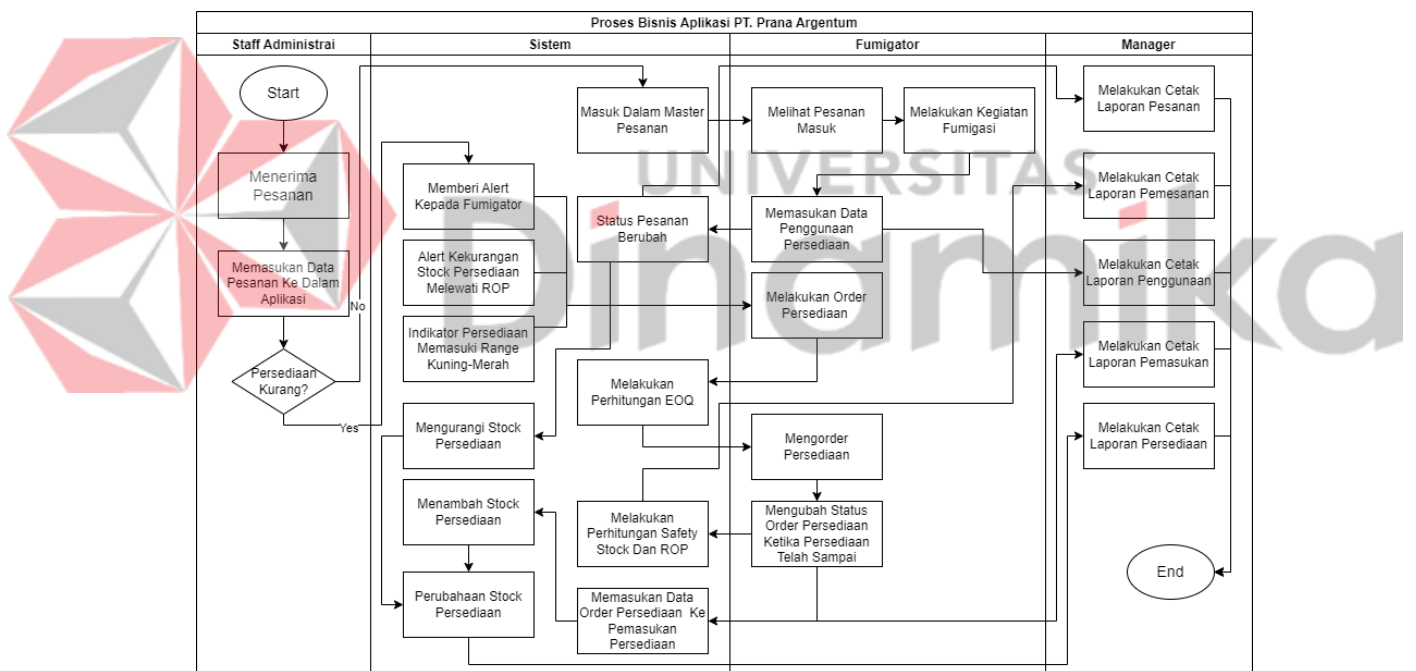 Proses Bisnis Aplikasi PT. Prana Argentum
Staff Administrai
Sistem
Fumigator
Manager
Start
Menerima
Pesanan
Memasukan Data
Pesanan Ke Dalam
Aplikasi
No
Persediaan
Kurang?
Yes
Masuk Dalam Master
Pesanan
Memberi Alert
Kepada Fumigator
Status Pesanan
Berubah
Alert Kekurangan
Stock Persediaan
Melewati ROP
Indikator Persediaan
Memasuki Range
Kuning-Merah
Melakukan
Perhitungan EOQ
Mengurangi Stock
Persediaan
Menambah Stock
Persediaan
Melakukan
Perhitungan Safety
Stock Dan ROP
Perubahaan Stock
Persediaan
Memasukan Data
Order Persediaan Ke
Pemasukan
Persediaan
Melihat Pesanan
Masuk
Melakukan Kegiatan
Fumigasi
Memasukan Data
Penggunaan
Persediaan
Melakukan Order
Persediaan
Mengorder
Persediaan
Mengubah Status
Order Persediaan
Ketika Persediaan
Telah Sampai
Melakukan Cetak
Laporan Pesanan
Melakukan Cetak
Laporan Pemesanan
Melakukan Cetak
Laporan Penggunaan
Melakukan Cetak
Laporan Pemasukan
Melakukan Cetak
Laporan Persediaan
End
UNIVERSITAS
Dinamika